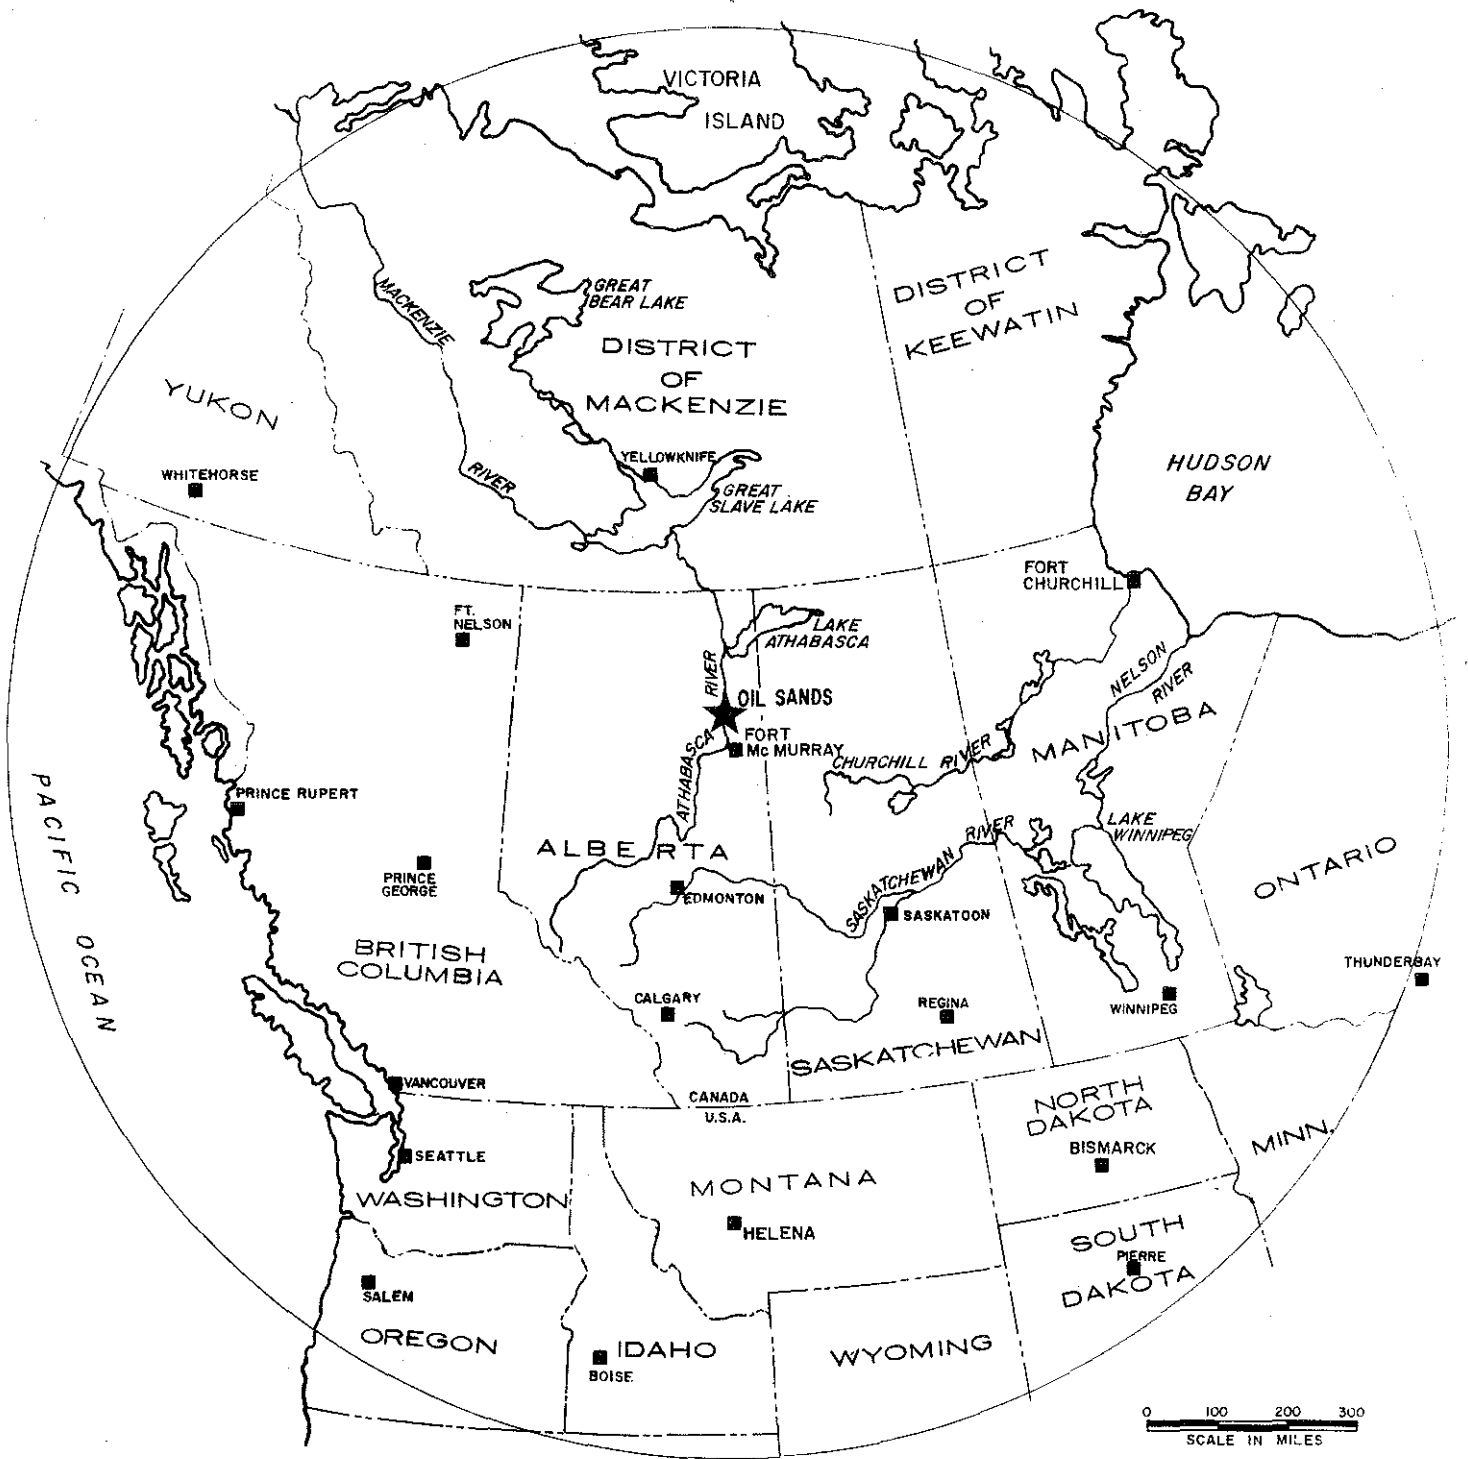 VICTORIA
ISLAND
GREAT
BEAR LAKE
MACKENZIE
DISTRICT
OF
KEEWATIN
DISTRICT
OF
MACKENZIE
YUKON
WHITEHORSE
RIVER
YELLOWKNIFE
GREAT
SLAVE LAKE
HUDSON
BAY
FORT
CHURCHILL
FT.
NELSON
LAKE
ATHABASCA
RIVER
NELSON
RIVER
OIL SANDS
FORT
Mc MURRAY
ATHABASCA
CHURCHILL RIVER
MANITOBA
PACIFIC OCEAN
PRINCE RUPERT
LAKE
WINNIPEG
ALBERTA
SASKATCHEWAN RIVER
ONTARIO
PRINCE
GEORGE
EDMONTON
SASKATOON
BRITISH
COLUMBIA
THUNDERBAY
CALGARY
REGINA
WINNIPEG
SASKATCHEWAN
VANCOUVER
CANADA
U.S.A.
NORTH
DAKOTA
BISMARCK
MINN.
SEATTLE
WASHINGTON
MONTANA
HELENA
SOUTH
PIERRE
DAKOTA
SALEM
OREGON
IDAHO
BOISE
WYOMING
0 100 200 300
SCALE IN MILES